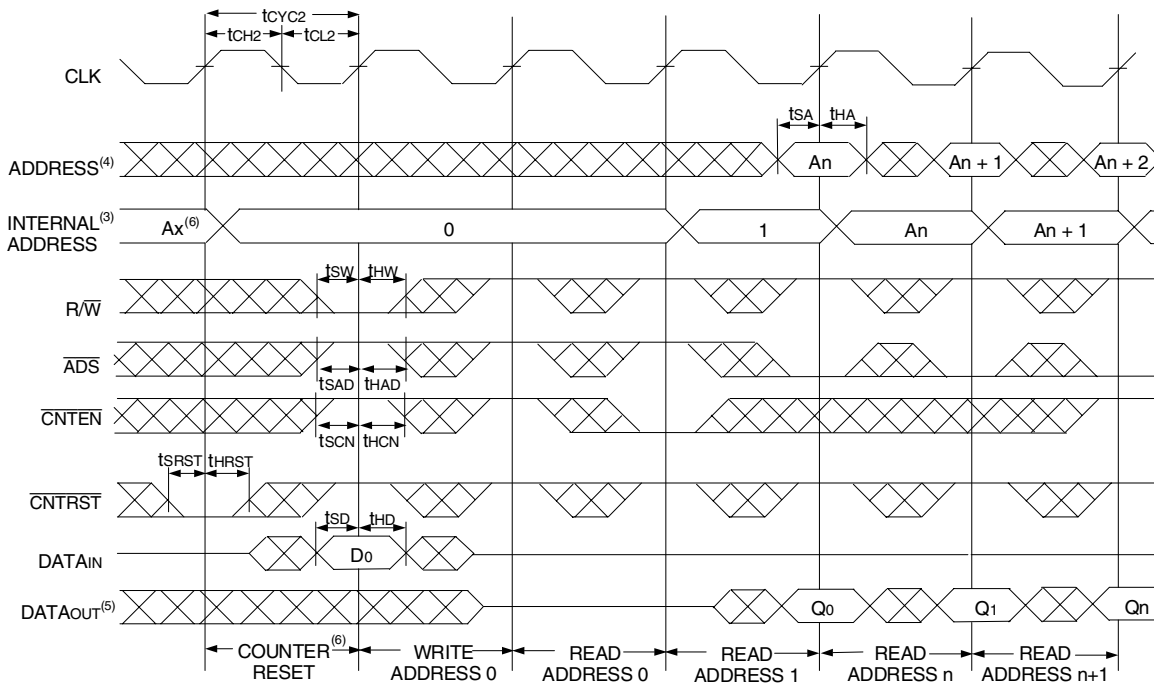 tCYC2
tCH2 tCL2
CLK
tSA tHA
ADDRESS(4) An An + 1 An + 2
INTERNAL(3)
ADDRESS
Ax(6) 0 1 An An + 1
tSW tHW
R/W̅
A̅D̅S̅
tSAD tHAD
C̅N̅T̅E̅N̅
tSCN tHCN
tSRST tHRST
C̅N̅T̅R̅S̅T̅
tSD tHD
DATAIN D0
DATAOUT(5) Q0 Q1 Qn
COUNTER(6)
RESET
WRITE
ADDRESS 0
READ
ADDRESS 0
READ
ADDRESS 1
READ
ADDRESS n
READ
ADDRESS n+1